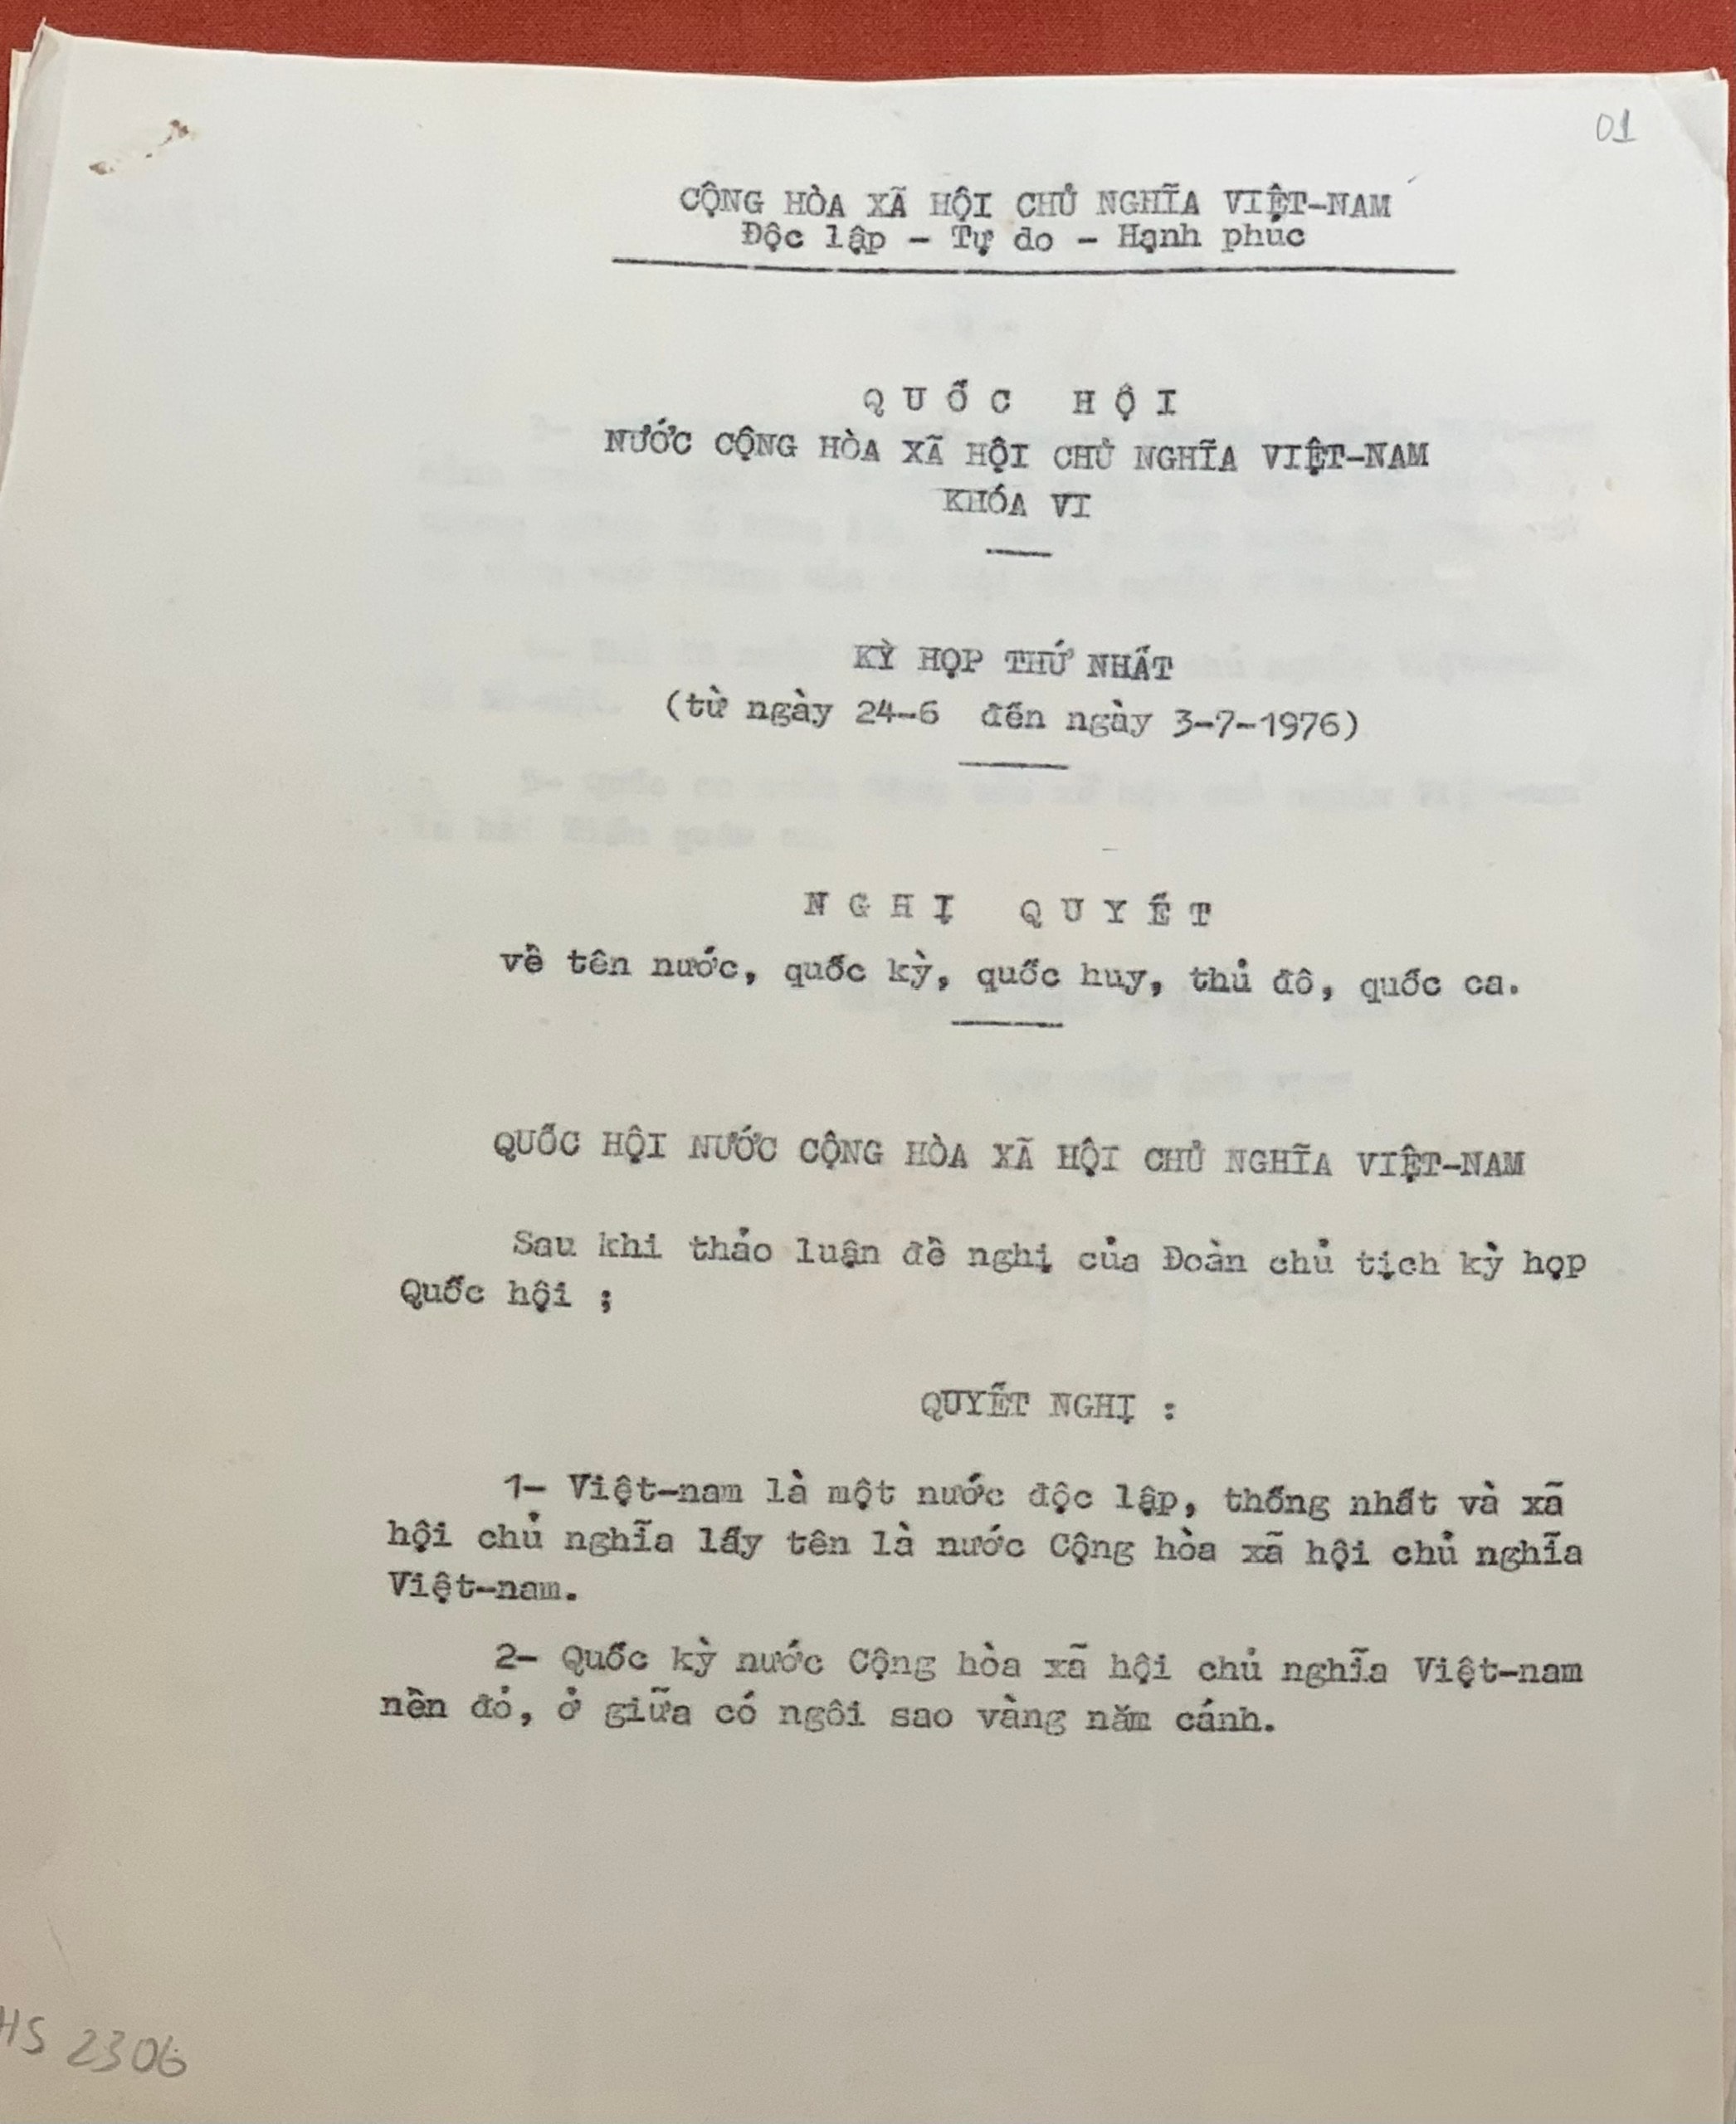 01
CỘNG HÒA XÃ HỘI CHỦ NGHĨA VIỆT-NAM
Độc lập - Tự do - Hạnh phúc
QUỐC HỘI
NƯỚC CỘNG HÒA XÃ HỘI CHỦ NGHĨA VIỆT-NAM
KHÓA VI
KỲ HỌP THỨ NHẤT
(từ ngày 24-6 đến ngày 3-7-1976)
NGHỊ QUYẾT
về tên nước, quốc kỳ, quốc huy, thủ đô, quốc ca.
QUỐC HỘI NƯỚC CỘNG HÒA XÃ HỘI CHỦ NGHĨA VIỆT-NAM
Sau khi thảo luận đề nghị của Đoàn chủ tịch kỳ họp
Quốc hội ;
QUYẾT NGHỊ :
1- Việt-nam là một nước độc lập, thống nhất và xã
hội chủ nghĩa lấy tên là nước Cộng hòa xã hội chủ nghĩa
Việt-nam.
2- Quốc kỳ nước Cộng hòa xã hội chủ nghĩa Việt-nam
nền đỏ, ở giữa có ngôi sao vàng năm cánh.
HS 2306